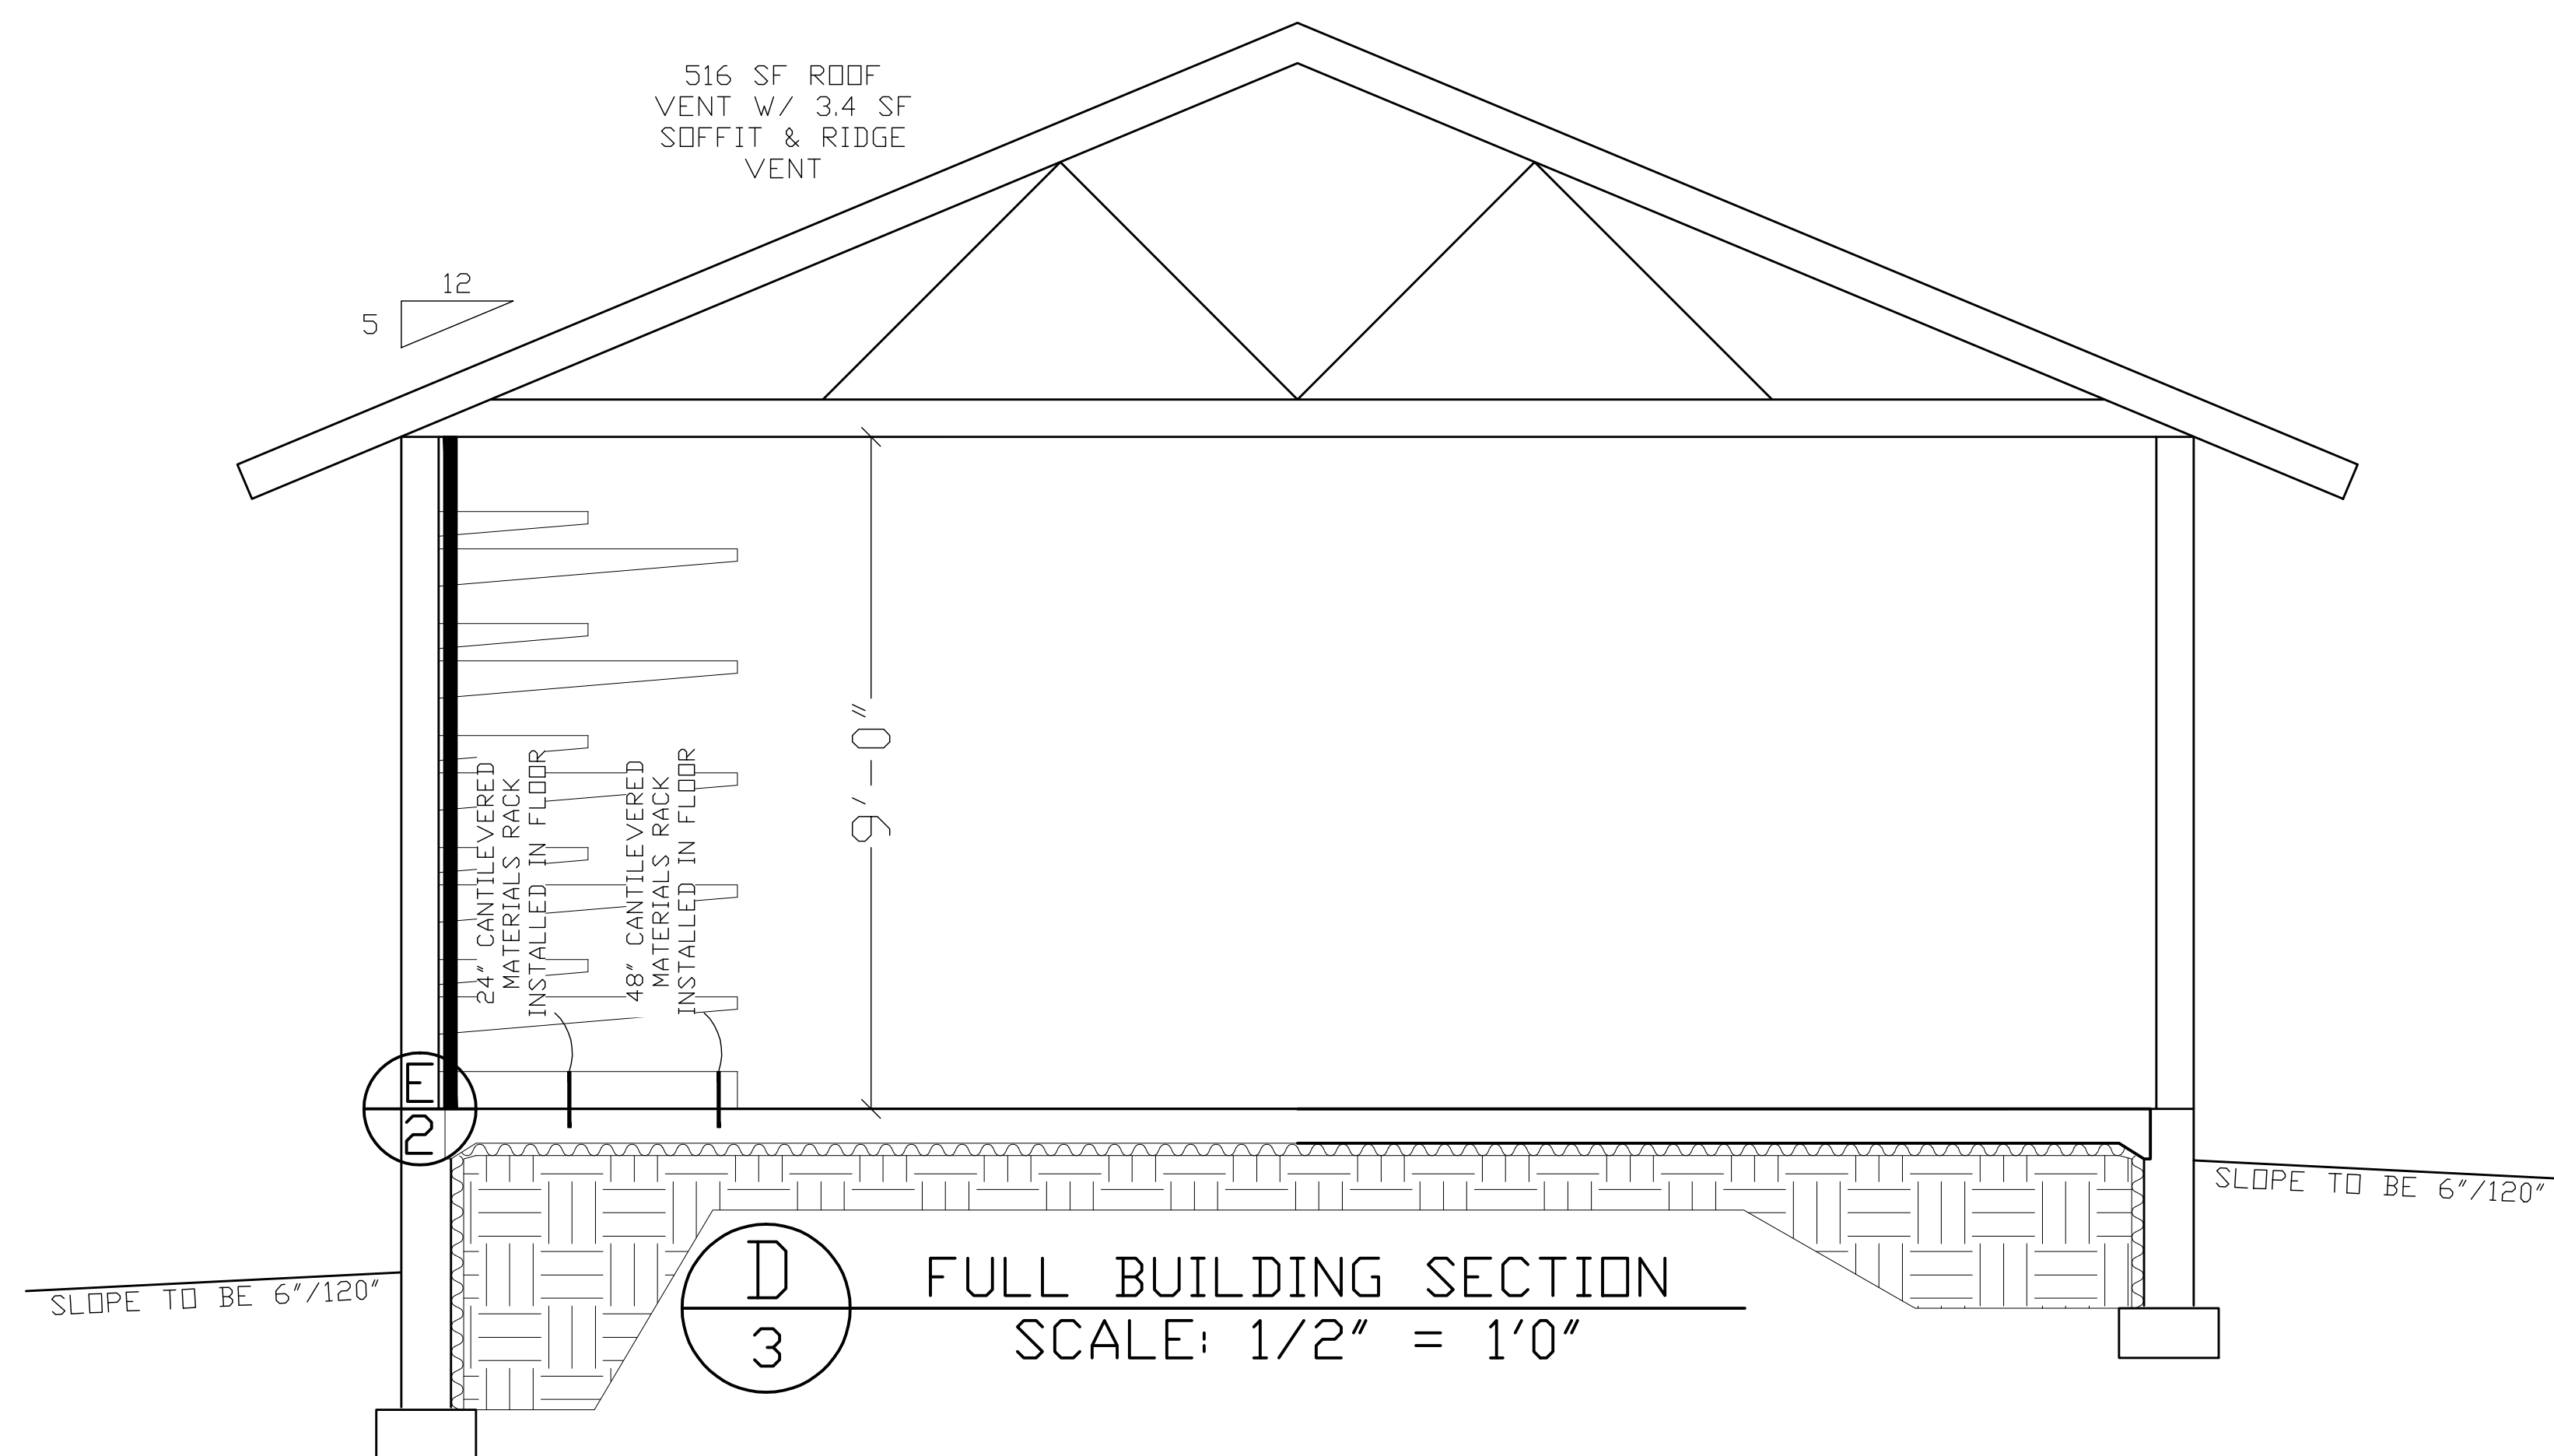 516 SF ROOF
VENT W/ 3.4 SF
SOFFIT & RIDGE
VENT
12
5
9'-0"
24" CANTILEVERED
MATERIALS RACK
INSTALLED IN FLOOR
48" CANTILEVERED
MATERIALS RACK
INSTALLED IN FLOOR
E
2
SLOPE TO BE 6"/120"
SLOPE TO BE 6"/120"
D
3
FULL BUILDING SECTION
SCALE: 1/2" = 1'0"